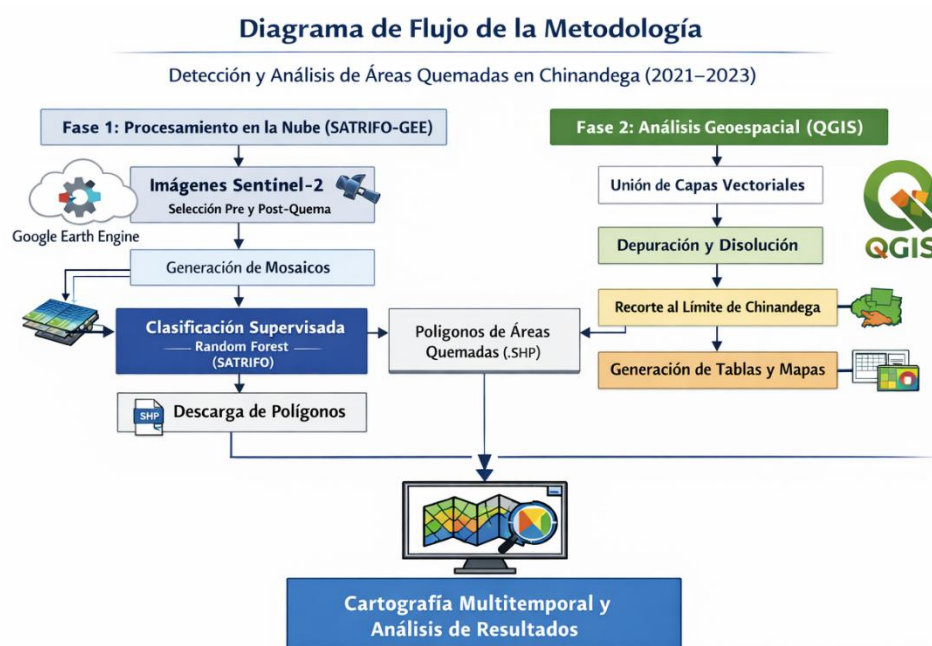 Diagrama de Flujo de la Metodología
Detección y Análisis de Áreas Quemadas en Chinandega (2021–2023)
Fase 1: Procesamiento en la Nube (SATRIFO-GEE)
Imágenes Sentinel-2
Selección Pre y Post-Quema
Google Earth Engine
Generación de Mosaicos
Clasificación Supervisada
Random Forest
(SATRIFO)
SHP
Descarga de Polígonos
Polígonos de Áreas
Quemadas (.SHP)
Fase 2: Análisis Geoespacial (QGIS)
Unión de Capas Vectoriales
Depuración y Disolución
QGIS
Recorte al Límite de Chinandega
Generación de Tablas y Mapas
Cartografía Multitemporal y
Análisis de Resultados